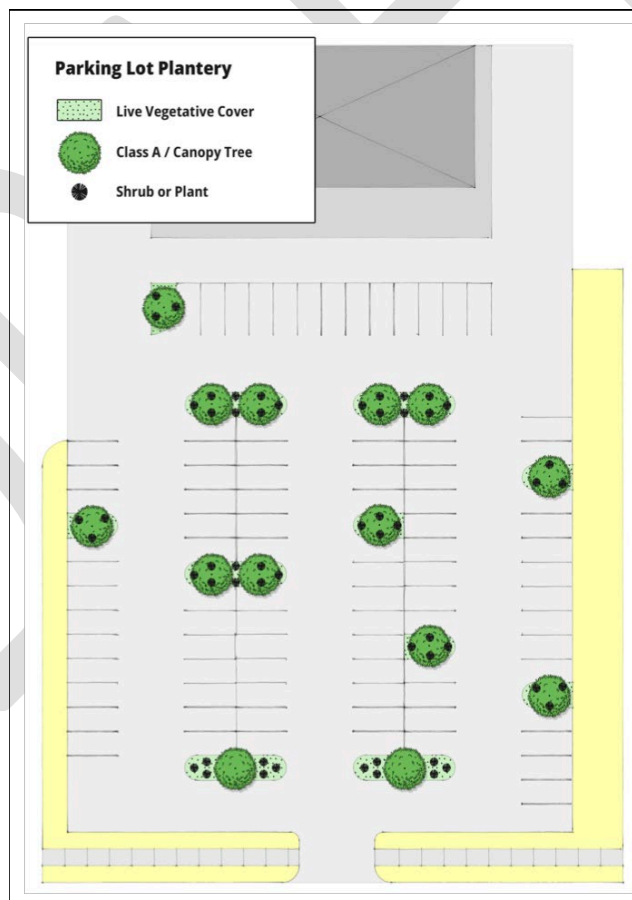 Parking Lot Plantery
Live Vegetative Cover
Class A / Canopy Tree
Shrub or Plant